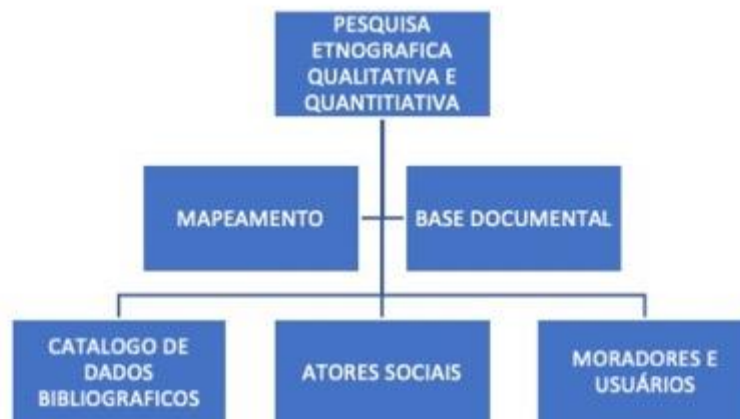 PESQUISA
ETNOGRAFICA
QUALITATIVA E
QUANTITIATIVA
MAPEAMENTO
BASE DOCUMENTAL
CATALOGO DE
DADOS
BIBLIOGRAFICOS
ATORES SOCIAIS
MORADORES E
USUÁRIOS